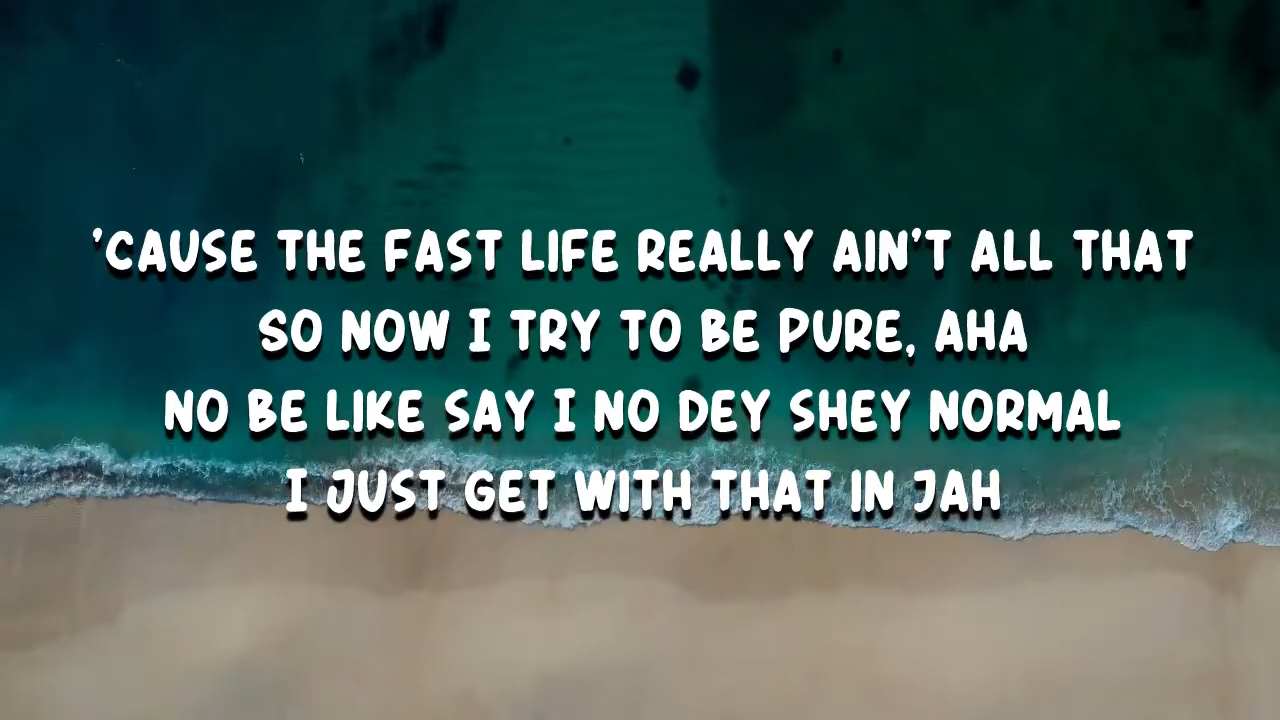 'CAUSE THE FAST LIFE REALLY AIN'T ALL THAT
SO NOW I TRY TO BE PURE, AHA
NO BE LIKE SAY I NO DEY SHEY NORMAL
I JUST GET WITH THAT IN JAH